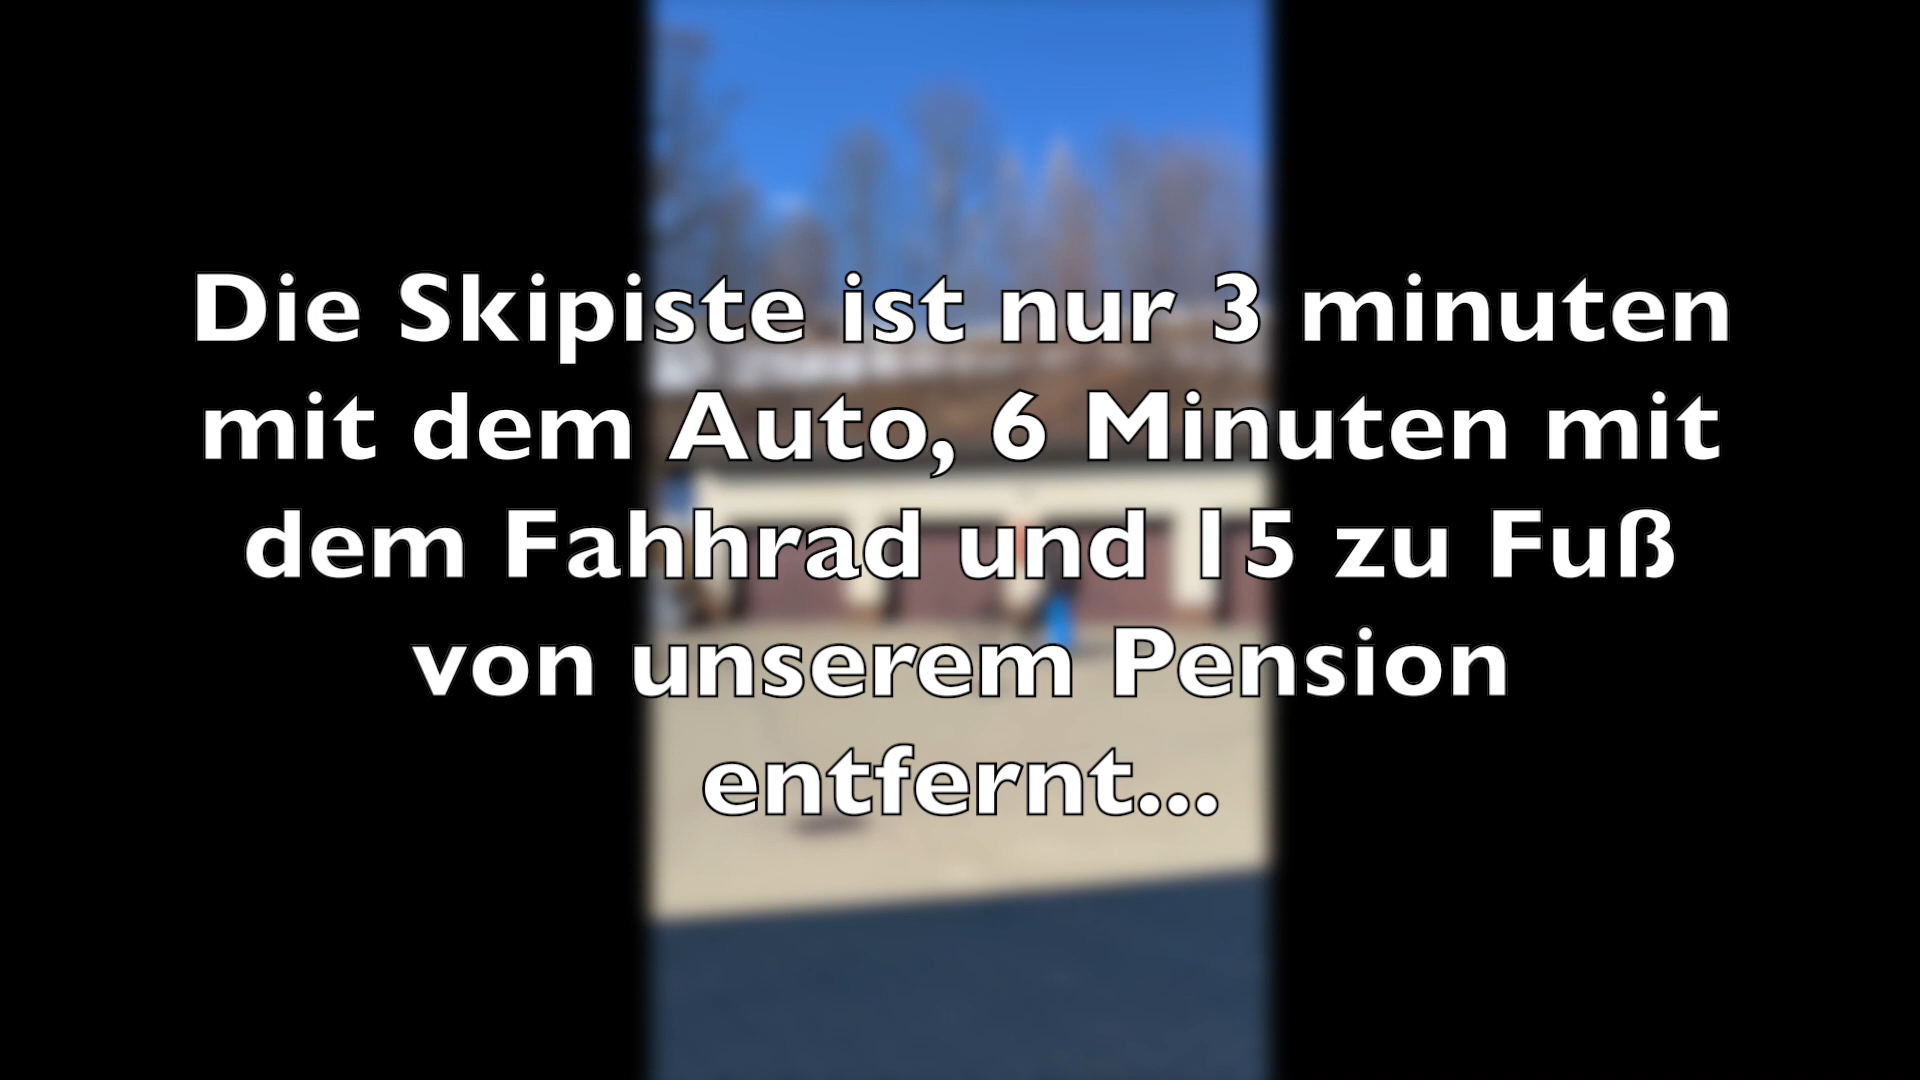 Die Skipiste ist nur 3 minuten
mit dem Auto, 6 Minuten mit
dem Fahhrad und 15 zu Fuß
von unserem Pension
entfernt...